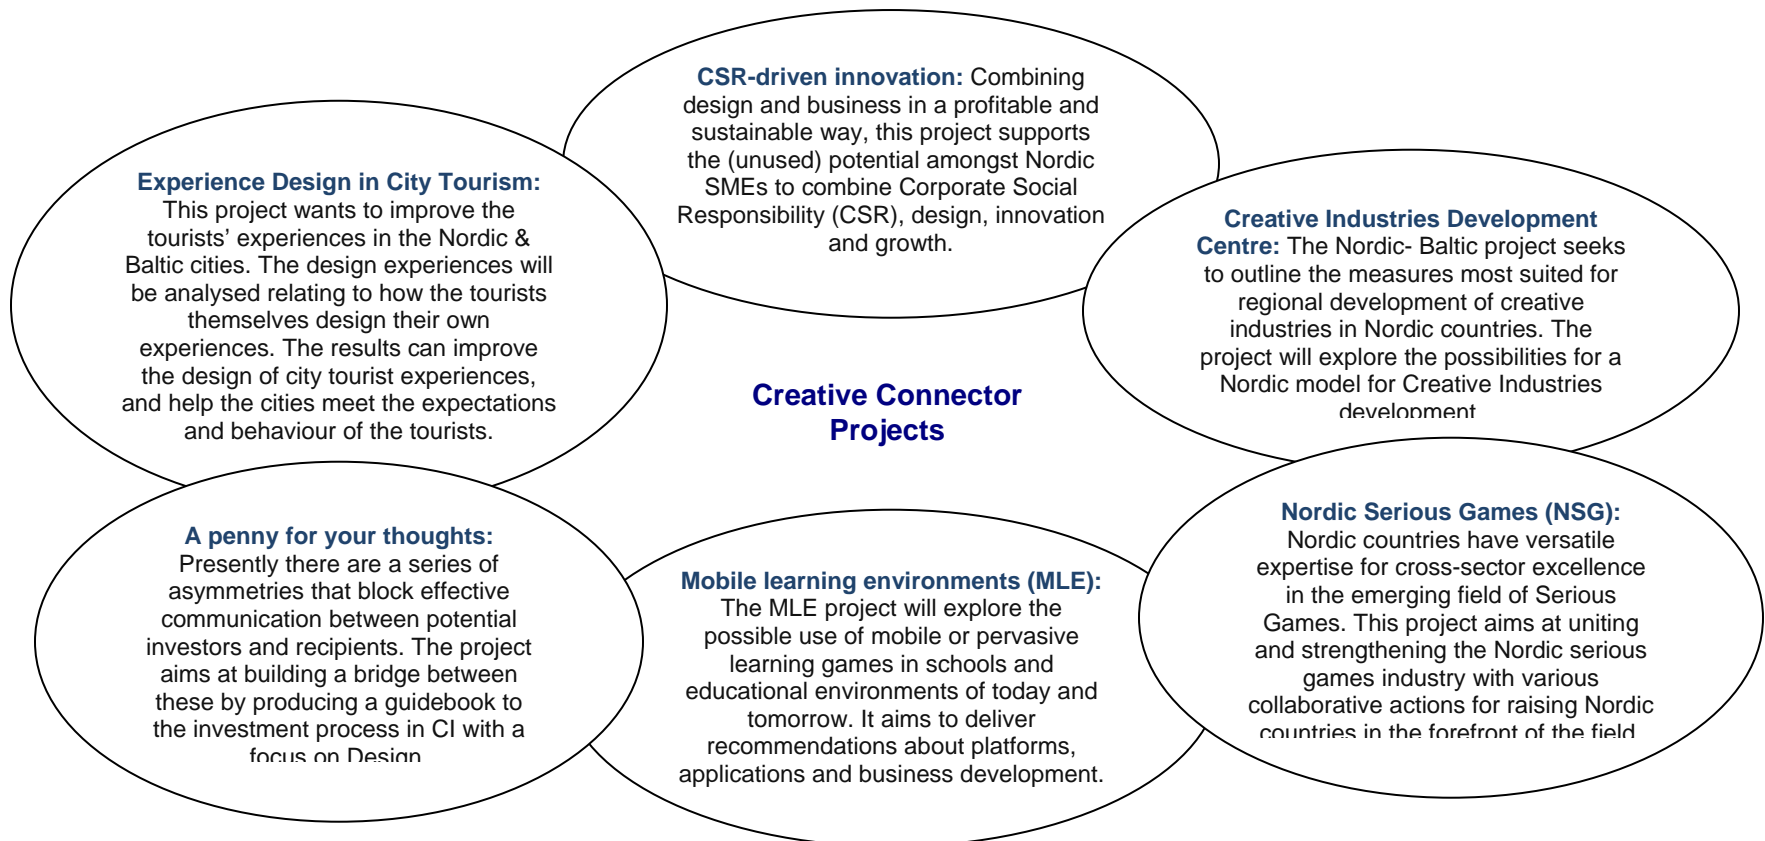 CSR-driven innovation: Combining
design and business in a profitable and
sustainable way, this project supports
the (unused) potential amongst Nordic
SMEs to combine Corporate Social
Responsibility (CSR), design, innovation
and growth.
Experience Design in City Tourism:
This project wants to improve the
tourists’ experiences in the Nordic &
Baltic cities. The design experiences will
be analysed relating to how the tourists
themselves design their own
experiences. The results can improve
the design of city tourist experiences,
and help the cities meet the expectations
and behaviour of the tourists.
Creative Industries Development
Centre: The Nordic- Baltic project seeks
to outline the measures most suited for
regional development of creative
industries in Nordic countries. The
project will explore the possibilities for a
Nordic model for Creative Industries
development
Creative Connector
Projects
A penny for your thoughts:
Presently there are a series of
asymmetries that block effective
communication between potential
investors and recipients. The project
aims at building a bridge between
these by producing a guidebook to
the investment process in CI with a
focus on Design
Mobile learning environments (MLE):
The MLE project will explore the
possible use of mobile or pervasive
learning games in schools and
educational environments of today and
tomorrow. It aims to deliver
recommendations about platforms,
applications and business development.
Nordic Serious Games (NSG):
Nordic countries have versatile
expertise for cross-sector excellence
in the emerging field of Serious
Games. This project aims at uniting
and strengthening the Nordic serious
games industry with various
collaborative actions for raising Nordic
countries in the forefront of the field